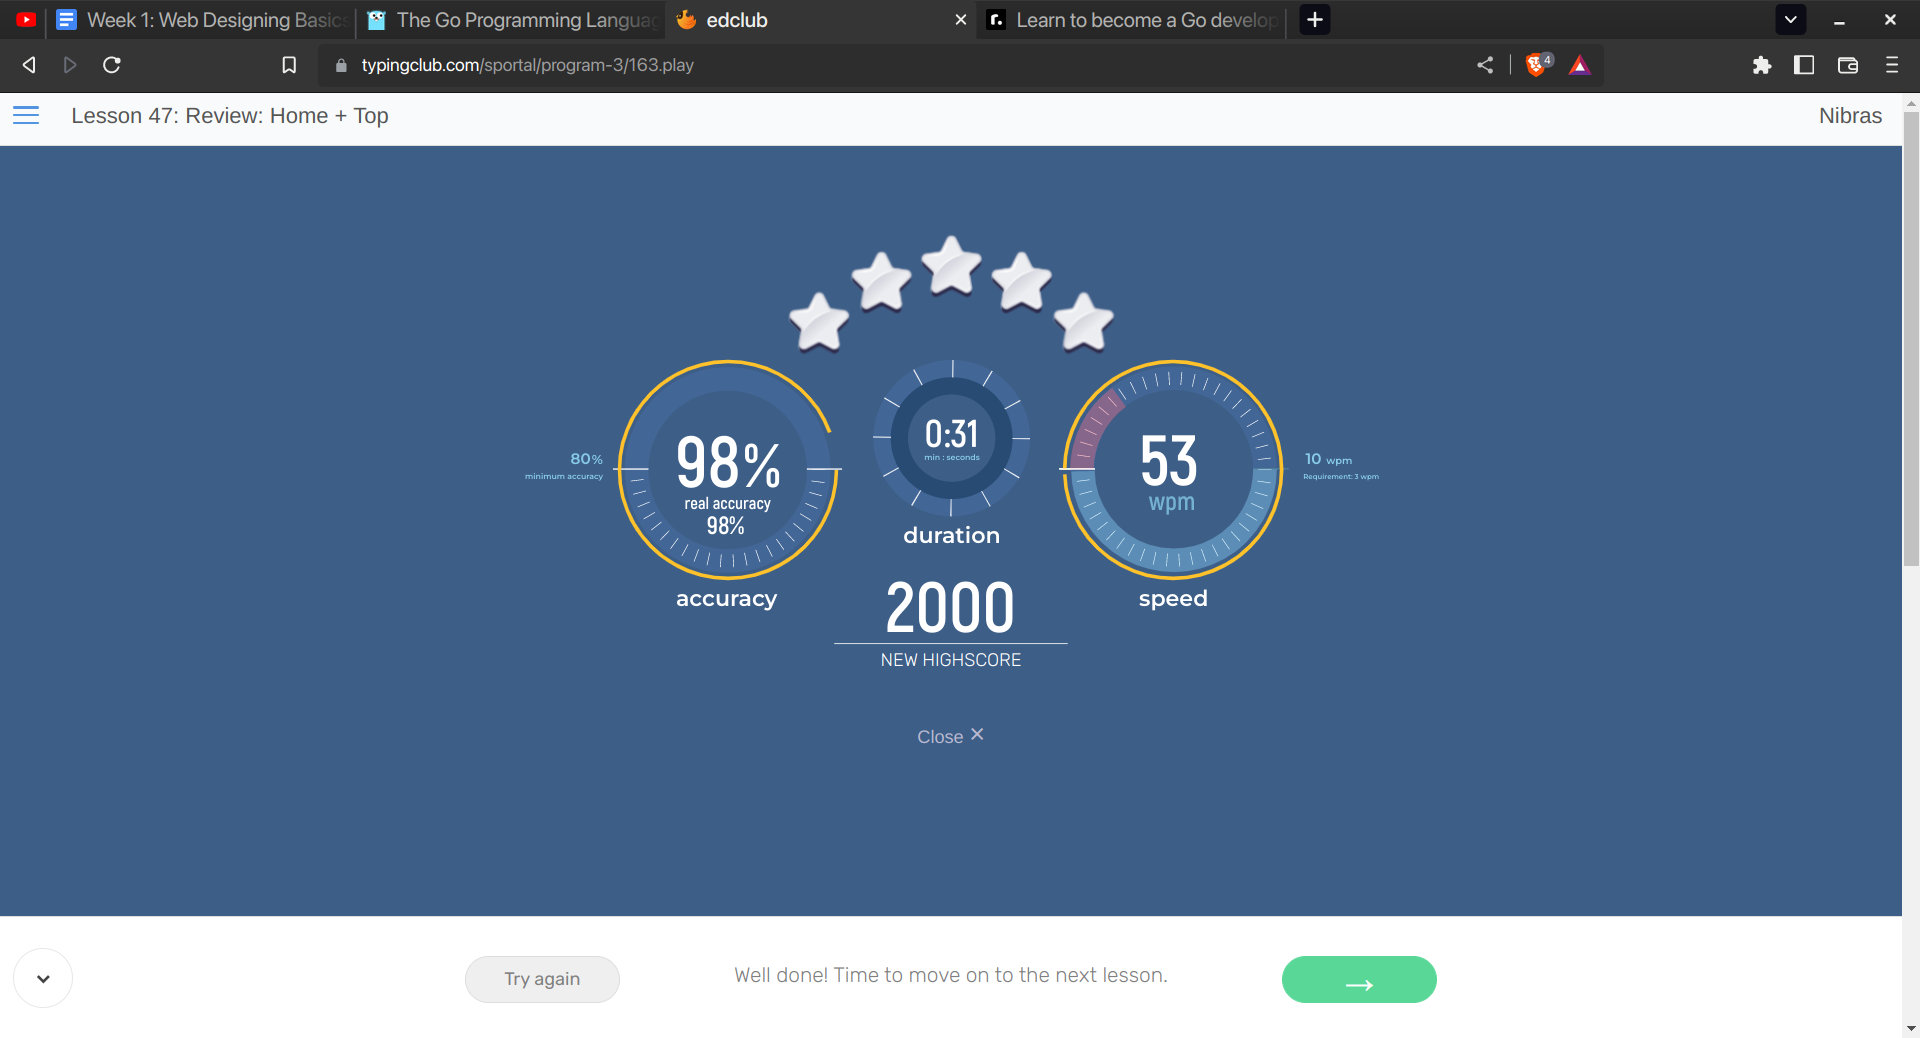 Week 1: Web Designing Basics
The Go Programming Languag
edclub
Learn to become a Go develop
typingclub.com/sportal/program-3/163.play
4
Lesson 47: Review: Home + Top
Nibras
80%
minimum accuracy
98%
real accuracy
98%
accuracy
0:31
min : seconds
duration
53
wpm
speed
10 wpm
Requirement: 3 wpm
2000
NEW HIGHSCORE
Close ×
Try again
Well done! Time to move on to the next lesson.
→